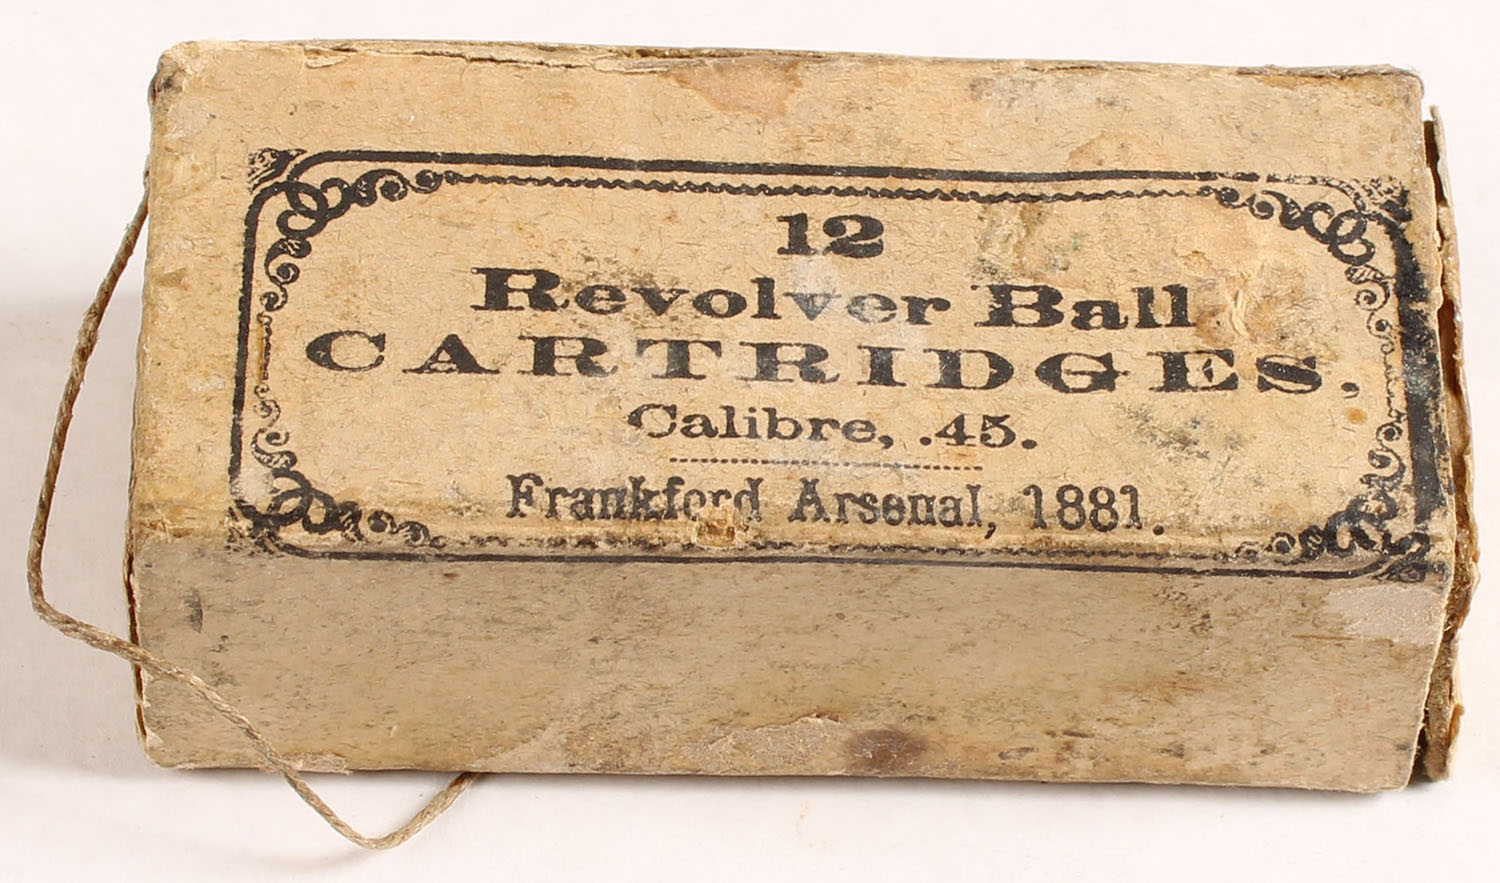 12
Revolver Ball
CARTRIDGES,
Calibre, .45.
Frankford Arsenal, 1881.